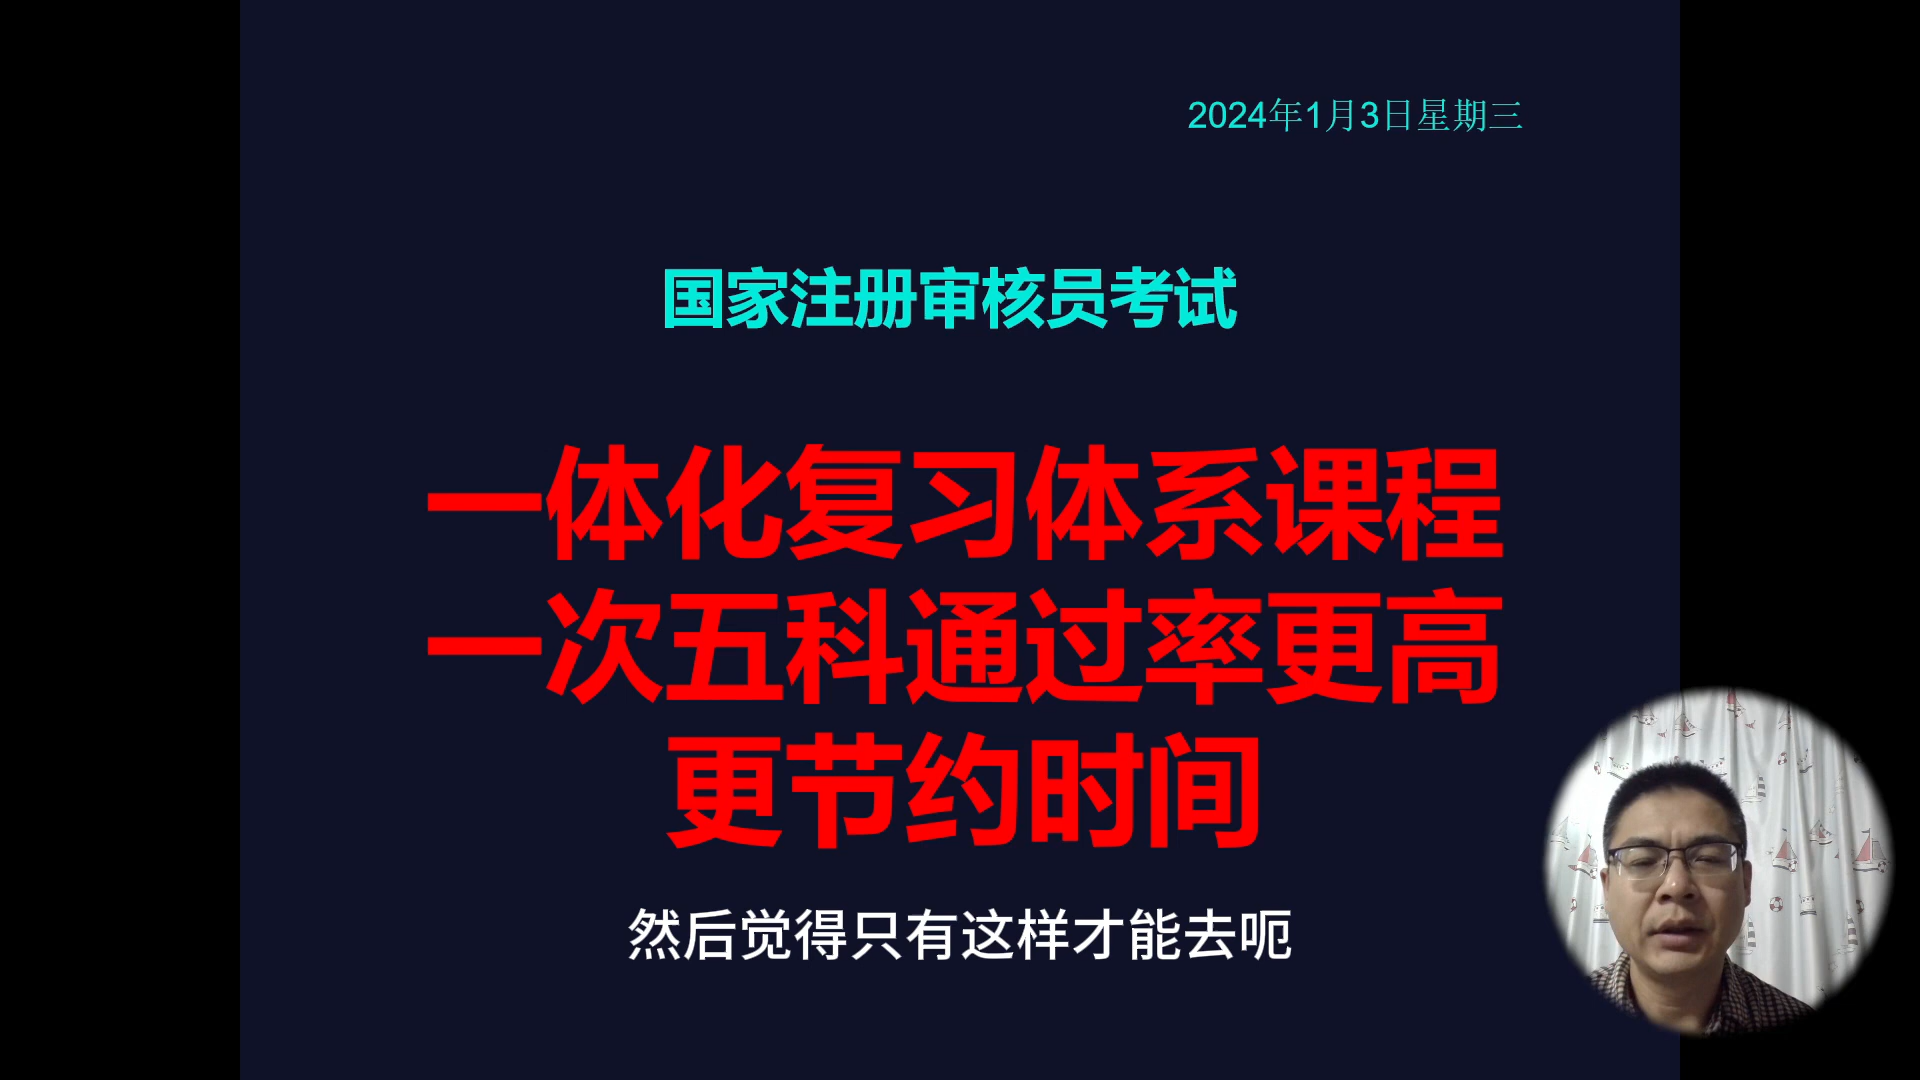 2024年1月3日星期三
国家注册审核员考试
一体化复习体系课程
一次五科通过率更高
更节约时间
然后觉得只有这样才能去呃